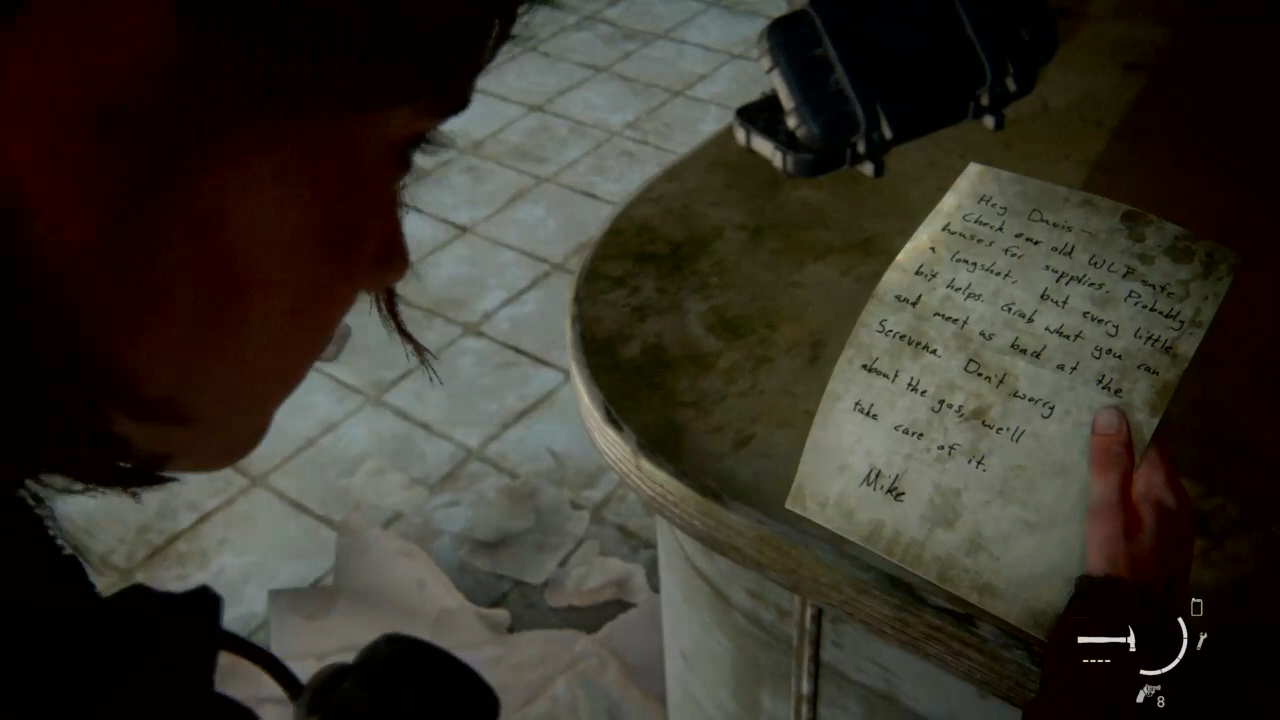 Hey Davis -
Check our old WLF safe
houses for supplies. Probably
a longshot, but every little
bit helps. Grab what you can
and meet us back at the
Serevena. Don't worry
about the gas, we'll
take care of it.
Mike
8